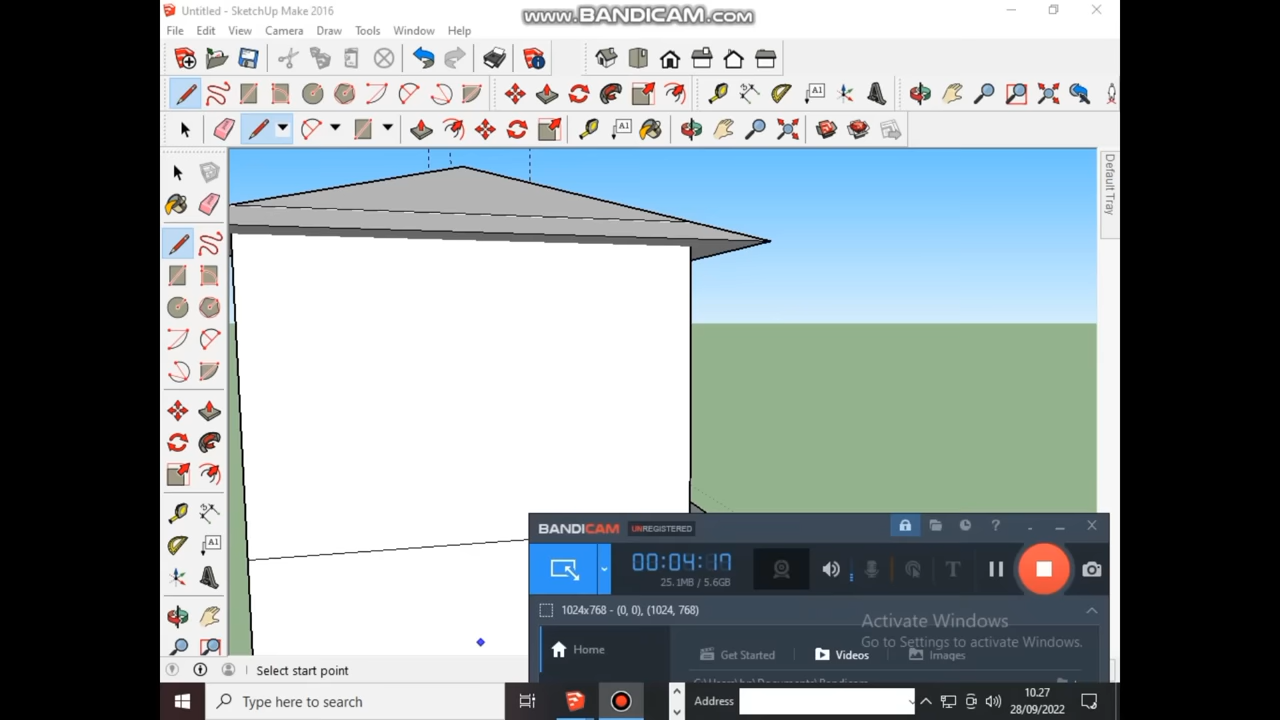 Untitled - SketchUp Make 2016
www.BANDICAM.com
File Edit View Camera Draw Tools Window Help
A1
A1
Default Tray
A1
BANDICAM UNREGISTERED
00:04:17
25.1MB / 5.6GB
1024x768 - (0, 0), (1024, 768)
Activate Windows
Go to Settings to activate Windows.
Home
Get Started
Videos
Images
Select start point
Type here to search
Address
10.27
28/09/2022